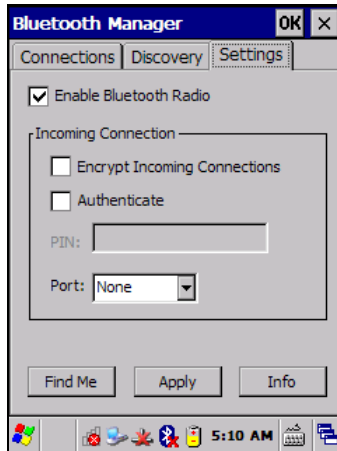 Bluetooth Manager OK ×
Connections Discovery Settings
Enable Bluetooth Radio
Incoming Connection
Encrypt Incoming Connections
Authenticate
PIN:
Port: None
Find Me Apply Info
5:10 AM